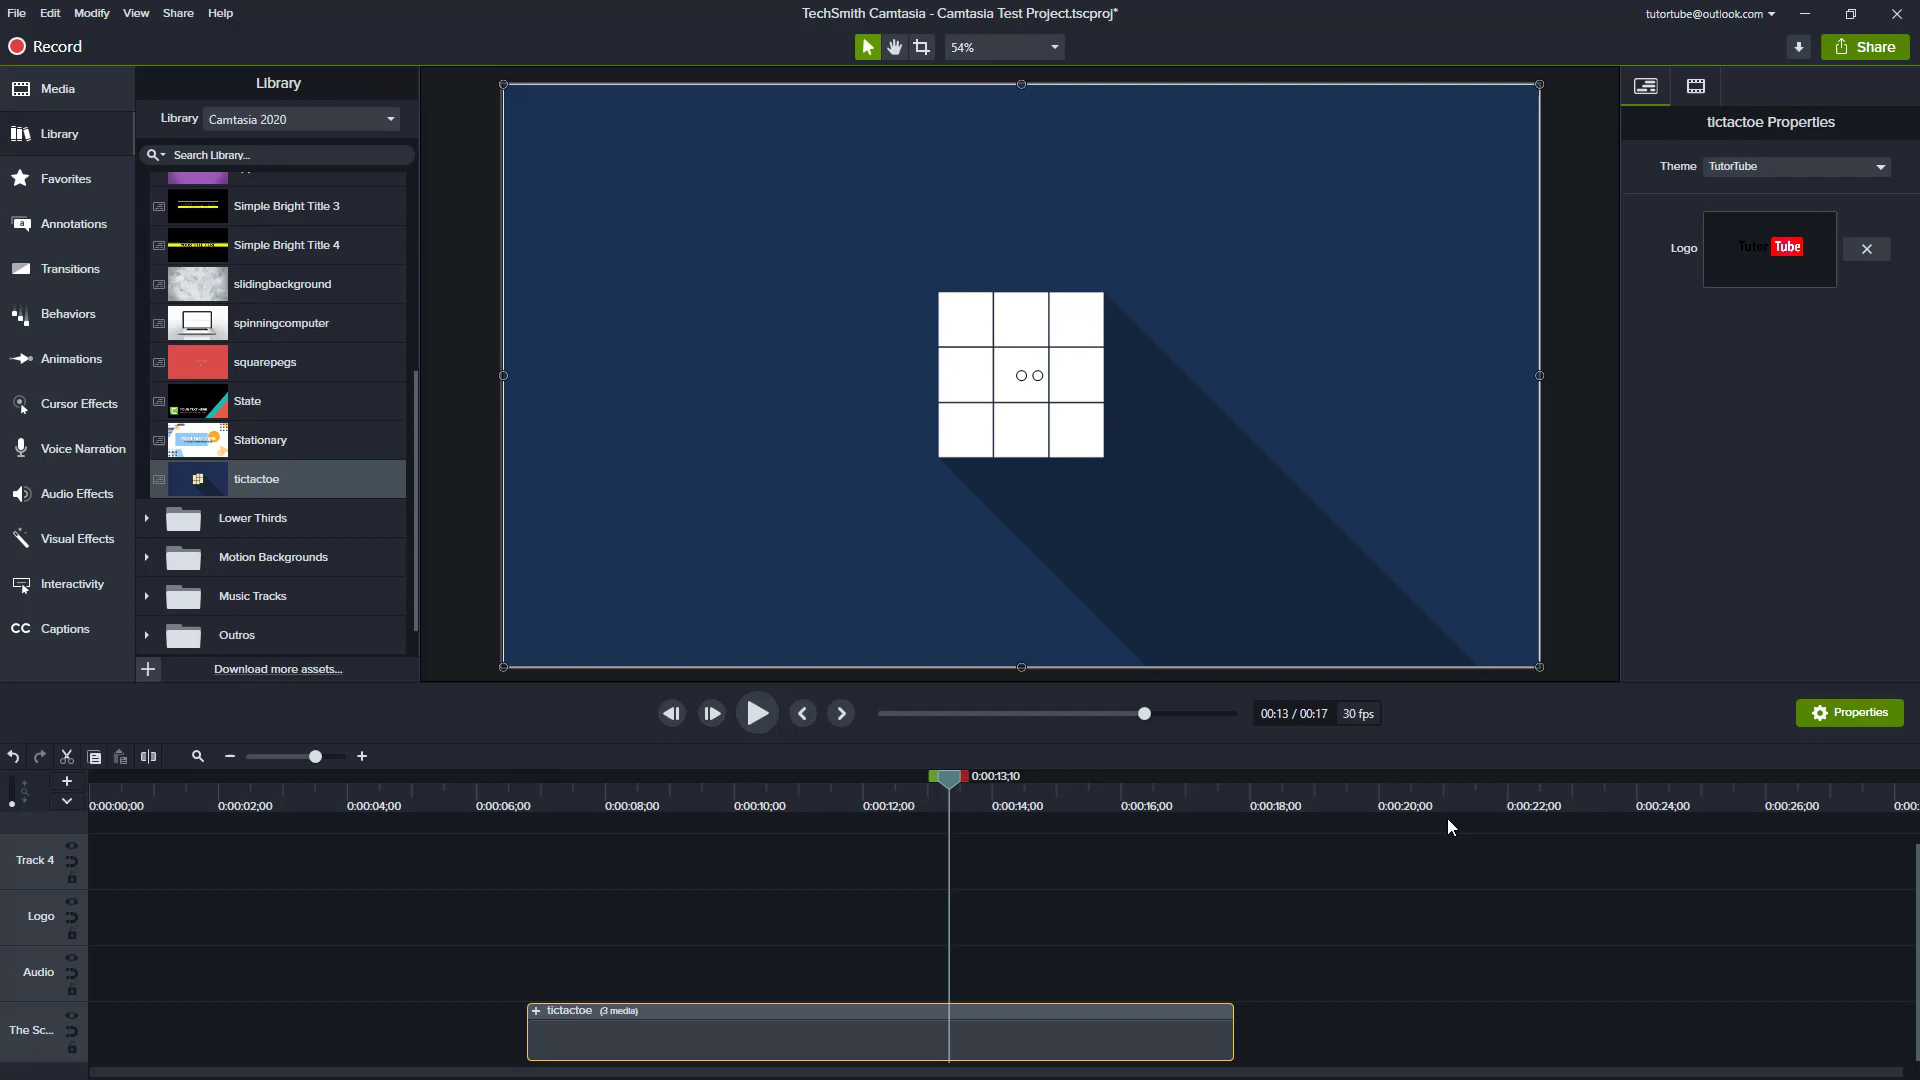 File Edit Modify View Share Help
TechSmith Camtasia - Camtasia Test Project.tscproj*
tutortube@outlook.com
Record
54%
Share
Media
Library
Favorites
Annotations
Transitions
Behaviors
Animations
Cursor Effects
Voice Narration
Audio Effects
Visual Effects
Interactivity
CC Captions
Library
Library Camtasia 2020
Search Library...
Simple Bright Title 3
Simple Bright Title 4
slidingbackground
spinningcomputer
squarepegs
State
Stationary
tictactoe
Lower Thirds
Motion Backgrounds
Music Tracks
Outros
Download more assets...
tictactoe Properties
Theme TutorTube
Logo Tutor Tube
00:13 / 00:17 30 fps
Properties
0:00:13;10
0:00:00;00 0:00:02;00 0:00:04;00 0:00:06;00 0:00:08;00 0:00:10;00 0:00:12;00 0:00:14;00 0:00:16;00 0:00:18;00 0:00:20;00 0:00:22;00 0:00:24;00 0:00:26;00 0:00:
Track 4
Logo
Audio
The Sc...
tictactoe (3 media)